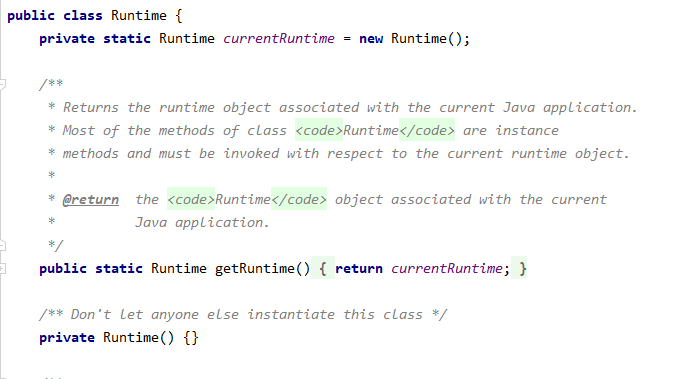 public class Runtime {
    private static Runtime currentRuntime = new Runtime();
    /**
     * Returns the runtime object associated with the current Java application.
     * Most of the methods of class <code>Runtime</code> are instance
     * methods and must be invoked with respect to the current runtime object.
     *
     * @return  the <code>Runtime</code> object associated with the current
     *          Java application.
     */
    public static Runtime getRuntime() { return currentRuntime; }
    /** Don't let anyone else instantiate this class */
    private Runtime() {}